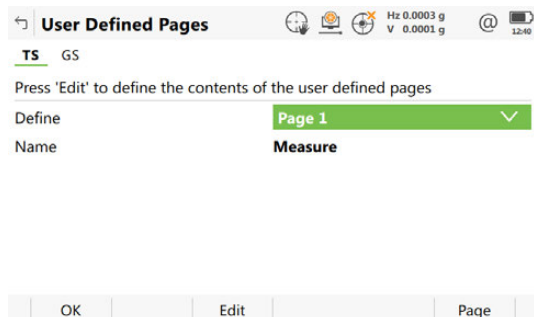 User Defined Pages
Hz 0.0003 g
V 0.0001 g
@
12:40
TS GS
Press 'Edit' to define the contents of the user defined pages
Define Page 1
Name Measure
OK Edit Page